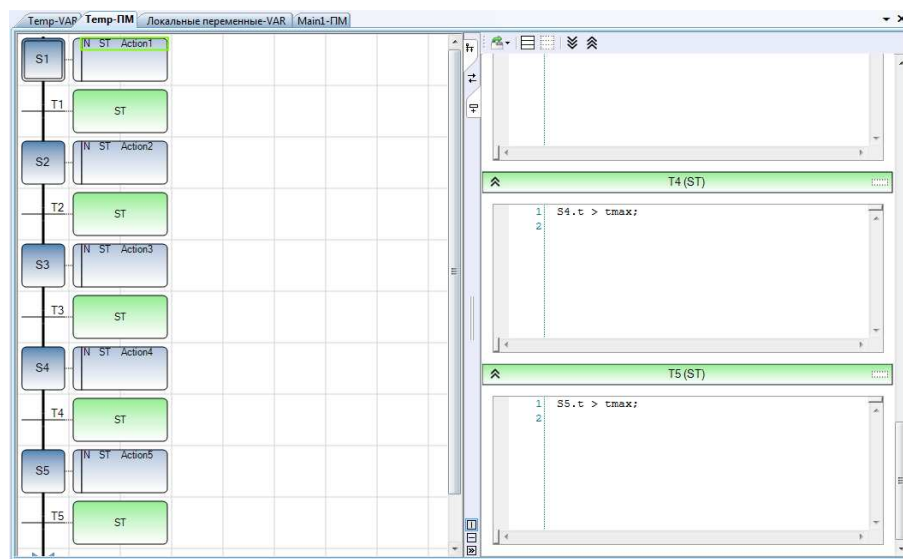 Temp-VAR Temp-ПМ Локальные переменные-VAR Main1-ПМ
S1 N ST Action1
T1 ST
S2 N ST Action2
T2 ST
S3 N ST Action3
T3 ST
S4 N ST Action4
T4 ST
S5 N ST Action5
T5 ST
T4 (ST)
1 S4.t > tmax;
2
T5 (ST)
1 S5.t > tmax;
2